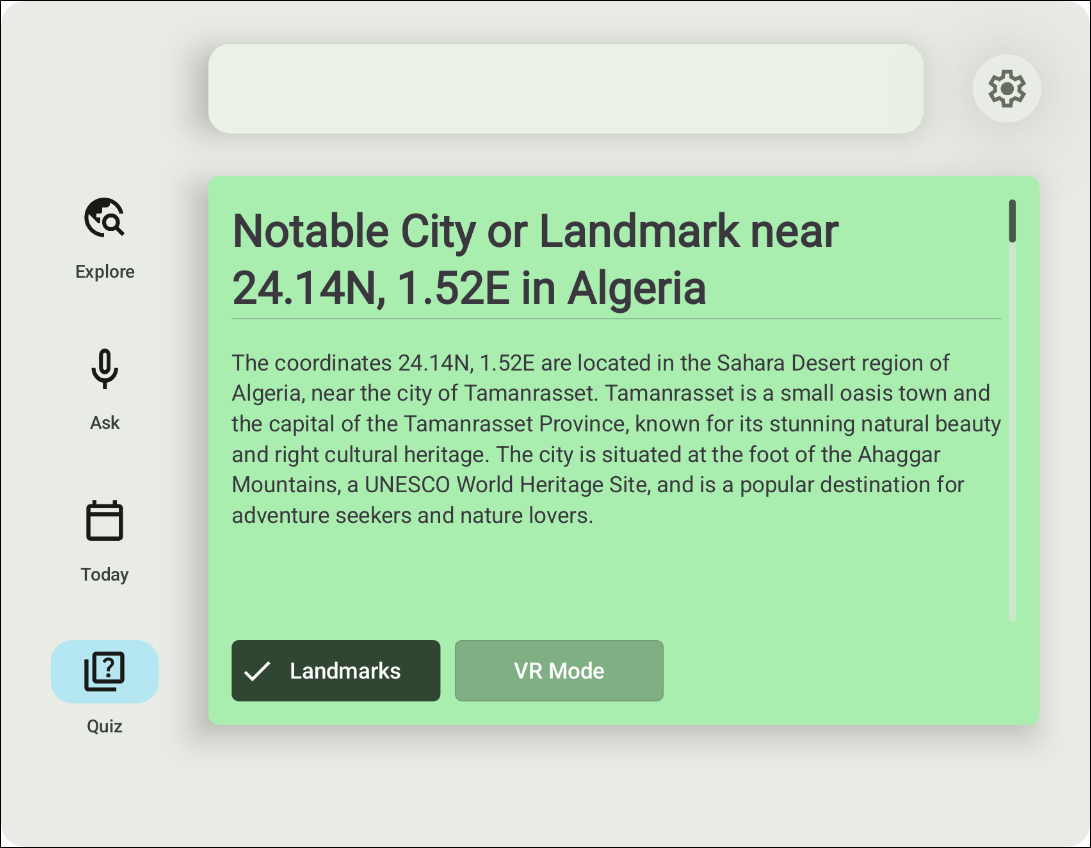 Explore
Ask
Today
Quiz
Notable City or Landmark near
24.14N, 1.52E in Algeria
The coordinates 24.14N, 1.52E are located in the Sahara Desert region of
Algeria, near the city of Tamanrasset. Tamanrasset is a small oasis town and
the capital of the Tamanrasset Province, known for its stunning natural beauty
and right cultural heritage. The city is situated at the foot of the Ahaggar
Mountains, a UNESCO World Heritage Site, and is a popular destination for
adventure seekers and nature lovers.
Landmarks
VR Mode